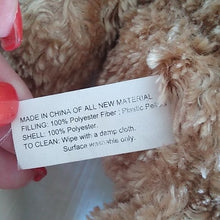 MADE IN CHINA OF ALL NEW MATERIAL
FILLING: 100% Polyester Fiber ; Plastic
SHELL: 100% Polyester.
TO CLEAN: Wipe with a damp cloth.
Surface washable only.